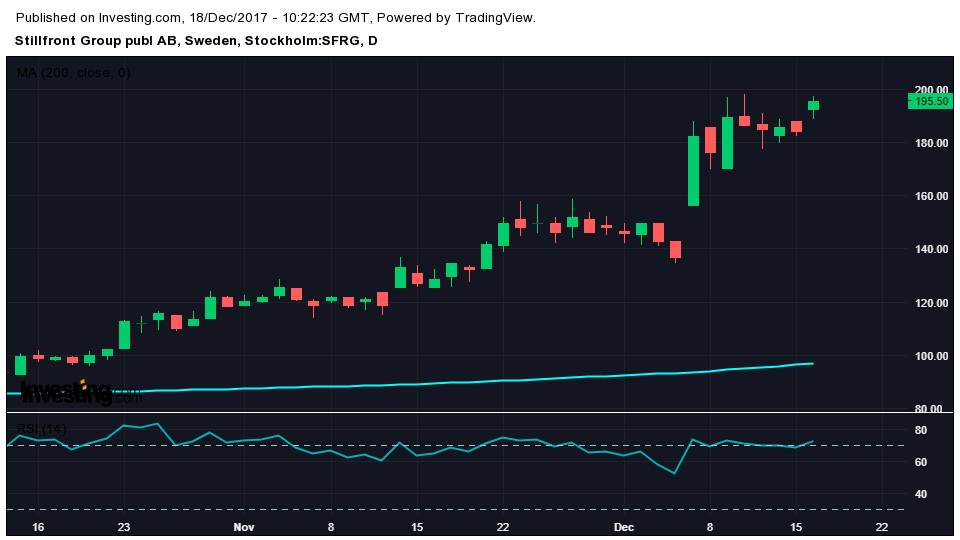 Published on Investing.com, 18/Dec/2017 - 10:22:23 GMT, Powered by TradingView.
Stillfront Group publ AB, Sweden, Stockholm:SFRG, D
MA (200, close, 0)
200.00
195.50
180.00
160.00
140.00
120.00
100.00
Investing.com
Investing.com
80.00
RSI (14)
80
60
40
16 23 Nov 8 15 22 Dec 8 15 22